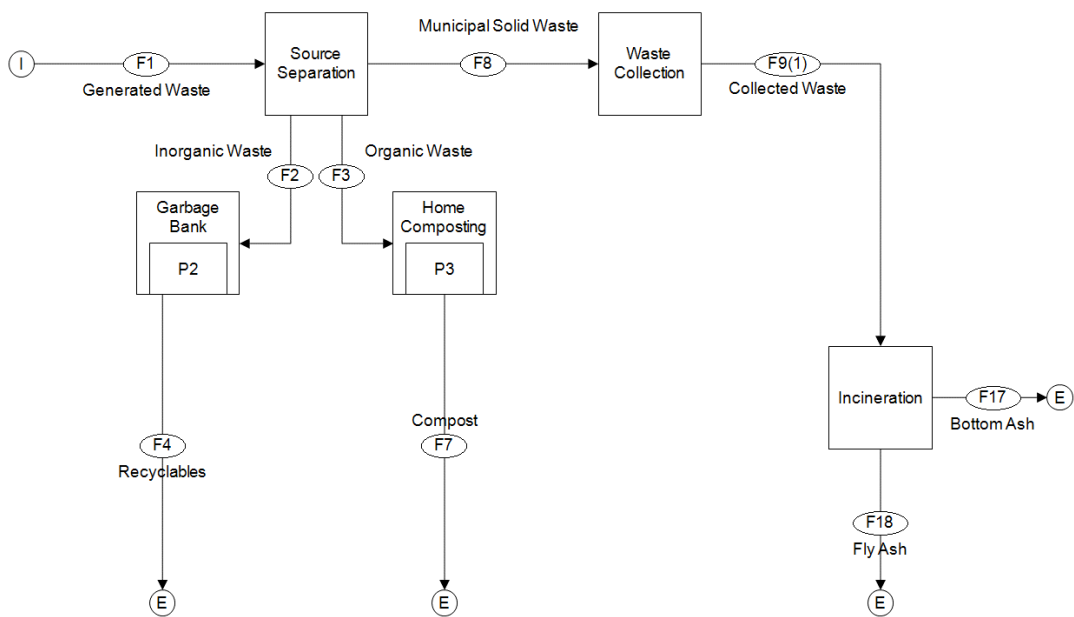 Municipal Solid Waste
I
F1
Source
Separation
F8
Waste
Collection
F9(1)
Generated Waste
Collected Waste
Inorganic Waste
Organic Waste
F2
F3
Garbage
Bank
P2
Home
Composting
P3
Incineration
F17
E
Bottom Ash
Compost
F4
F7
Recyclables
F18
Fly Ash
E
E
E